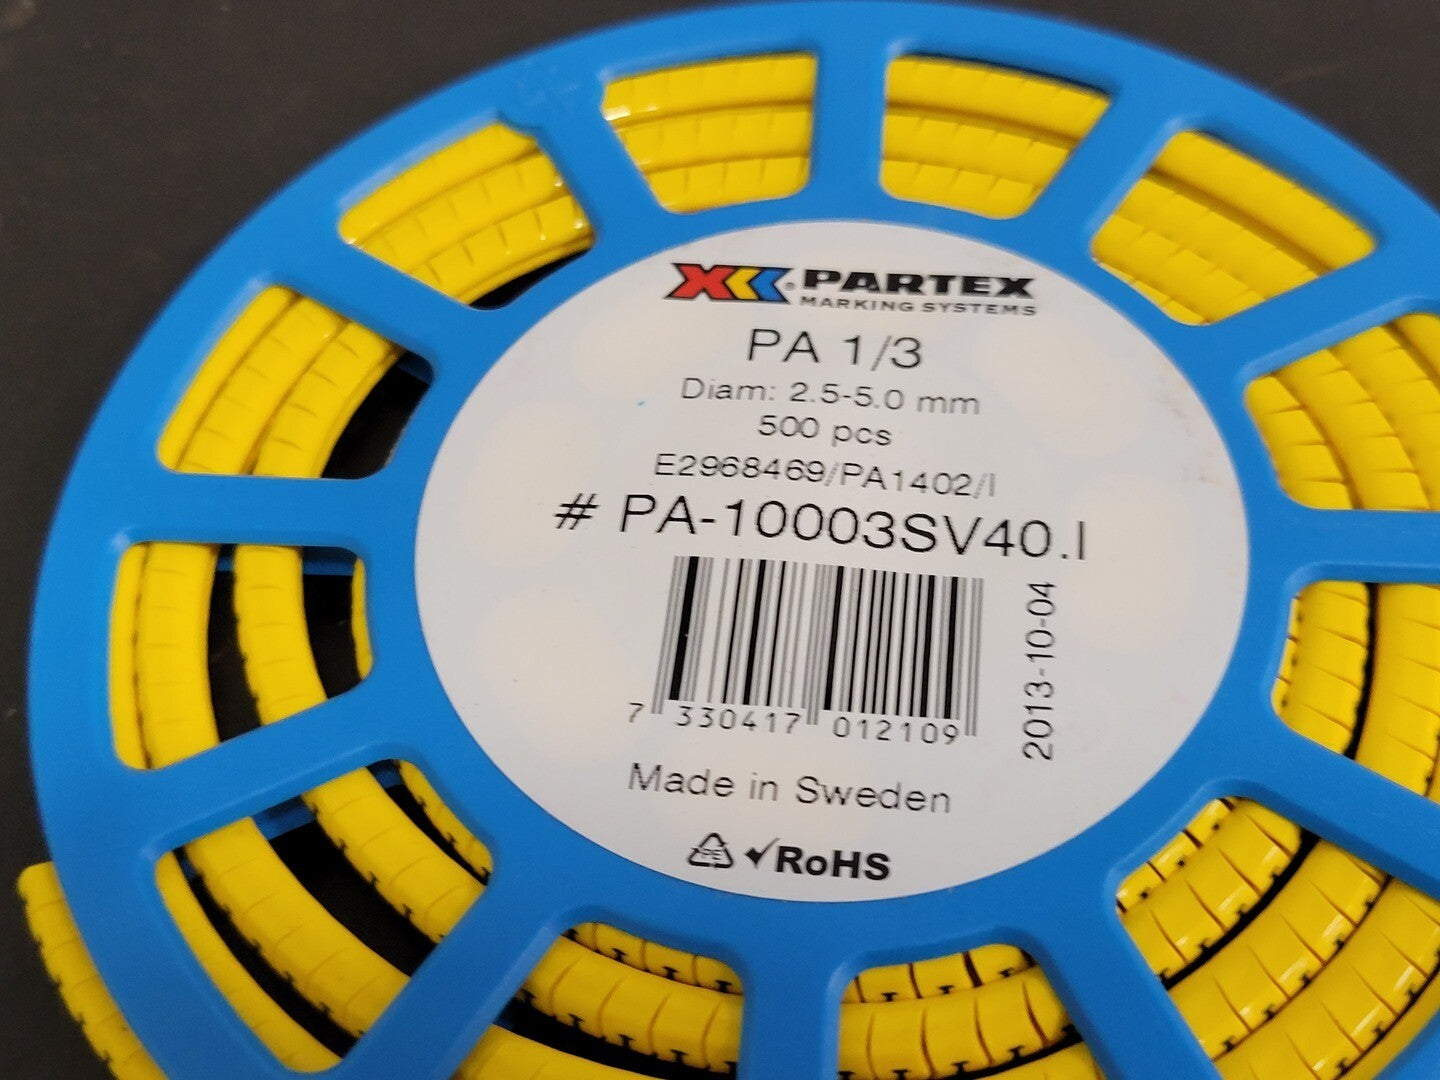 PARTEX
MARKING SYSTEMS
PA 1/3
Diam: 2.5-5.0 mm
500 pcs
E2968469/PA1402/I
# PA-10003SV40.I
7 330417 012109
2013-10-04
Made in Sweden
PE
✓RoHS